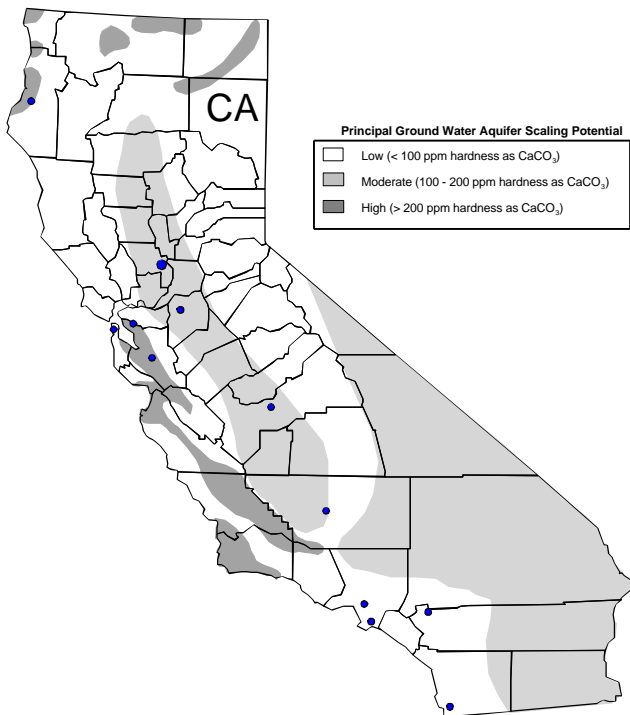 CA
Principal Ground Water Aquifer Scaling Potential
Low (< 100 ppm hardness as CaCO₃)
Moderate (100 - 200 ppm hardness as CaCO₃)
High (> 200 ppm hardness as CaCO₃)